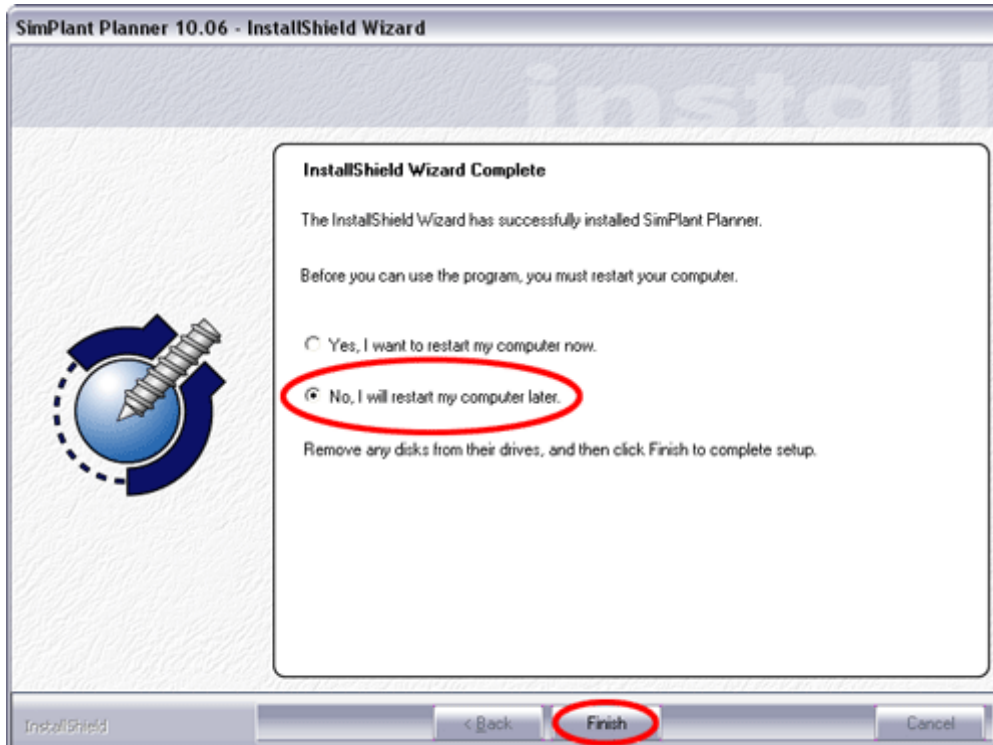 SimPlant Planner 10.06 - InstallShield Wizard
install
InstallShield Wizard Complete
The InstallShield Wizard has successfully installed SimPlant Planner.
Before you can use the program, you must restart your computer.
Yes, I want to restart my computer now.
No, I will restart my computer later.
Remove any disks from their drives, and then click Finish to complete setup.
InstallShield
< Back
Finish
Cancel